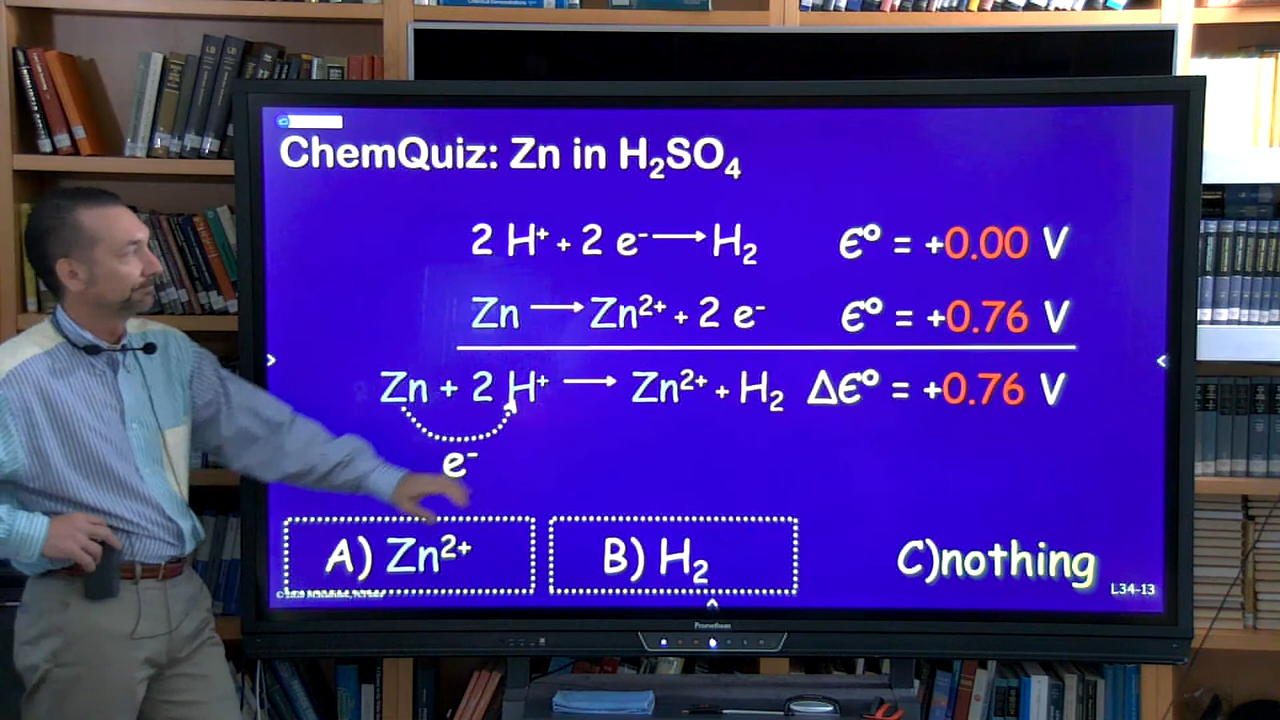 ChemQuiz: Zn in H₂SO₄
2 H⁺ + 2 e⁻ ⟶ H₂ ϵ° = +0.00 V
Zn ⟶ Zn²⁺ + 2 e⁻ ϵ° = +0.76 V
Zn + 2 H⁺ ⟶ Zn²⁺ + H₂ Δϵ° = +0.76 V
e⁻
A) Zn²⁺ B) H₂ C)nothing
L34-13
Promethean